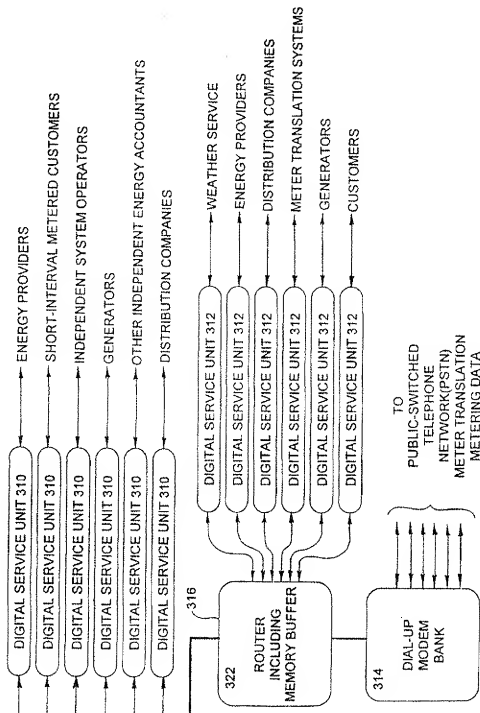 DIGITAL SERVICE UNIT 310
ENERGY PROVIDERS
DIGITAL SERVICE UNIT 310
SHORT-INTERVAL METERED CUSTOMERS
DIGITAL SERVICE UNIT 310
INDEPENDENT SYSTEM OPERATORS
DIGITAL SERVICE UNIT 310
GENERATORS
DIGITAL SERVICE UNIT 310
OTHER INDEPENDENT ENERGY ACCOUNTANTS
DIGITAL SERVICE UNIT 310
DISTRIBUTION COMPANIES
316
322
ROUTER
INCLUDING
MEMORY BUFFER
DIGITAL SERVICE UNIT 312
WEATHER SERVICE
DIGITAL SERVICE UNIT 312
ENERGY PROVIDERS
DIGITAL SERVICE UNIT 312
DISTRIBUTION COMPANIES
DIGITAL SERVICE UNIT 312
METER TRANSLATION SYSTEMS
DIGITAL SERVICE UNIT 312
GENERATORS
DIGITAL SERVICE UNIT 312
CUSTOMERS
314
DIAL-UP
MODEM
BANK
TO
PUBLIC-SWITCHED
TELEPHONE
NETWORK(PSTN)
METER TRANSLATION
METERING DATA